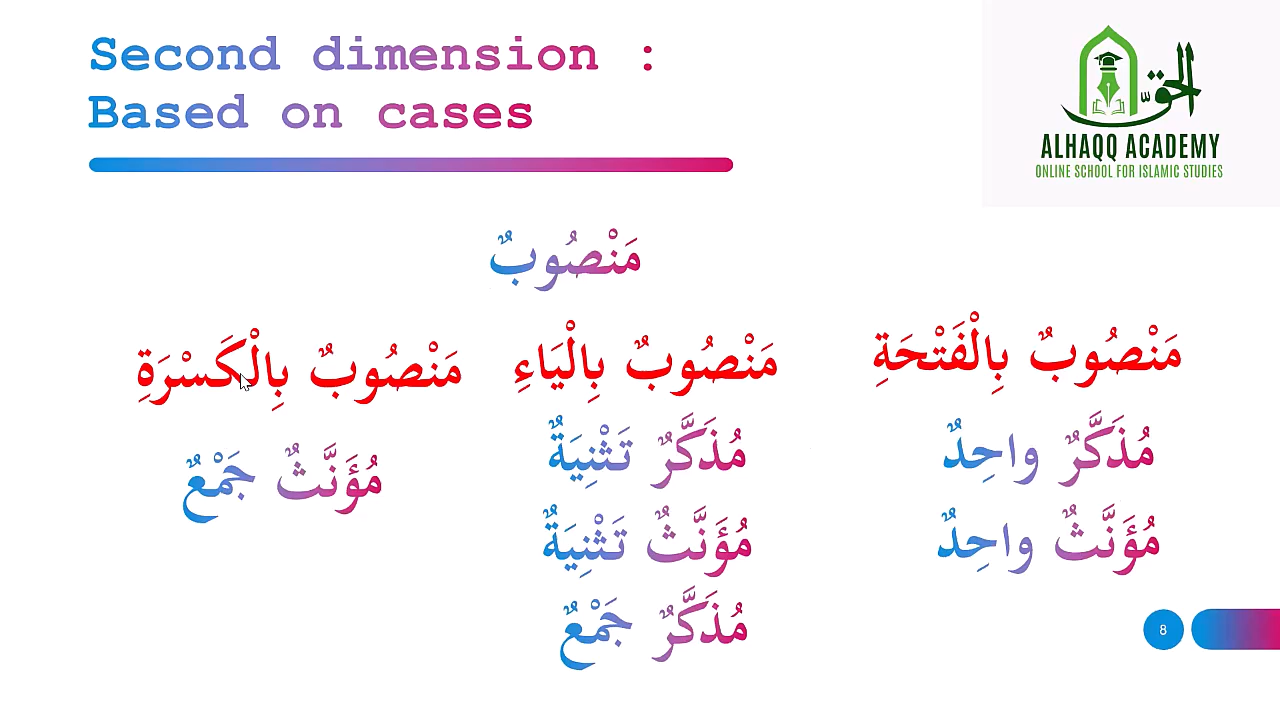 Second dimension :
Based on cases
الحق
ALHAQQ ACADEMY
ONLINE SCHOOL FOR ISLAMIC STUDIES
مَنْصُوبٌ
مَنْصُوبٌ بِالْفَتْحَةِ
مُذَكَّرٌ واحِدٌ
مُؤَنَّثٌ واحِدٌ
مَنْصُوبٌ بِالْيَاءِ
مُذَكَّرٌ تَثْنِيَةٌ
مُؤَنَّثٌ تَثْنِيَةٌ
مُذَكَّرٌ جَمْعٌ
مَنْصُوبٌ بِالْكَسْرَةِ
مُؤَنَّثٌ جَمْعٌ
8